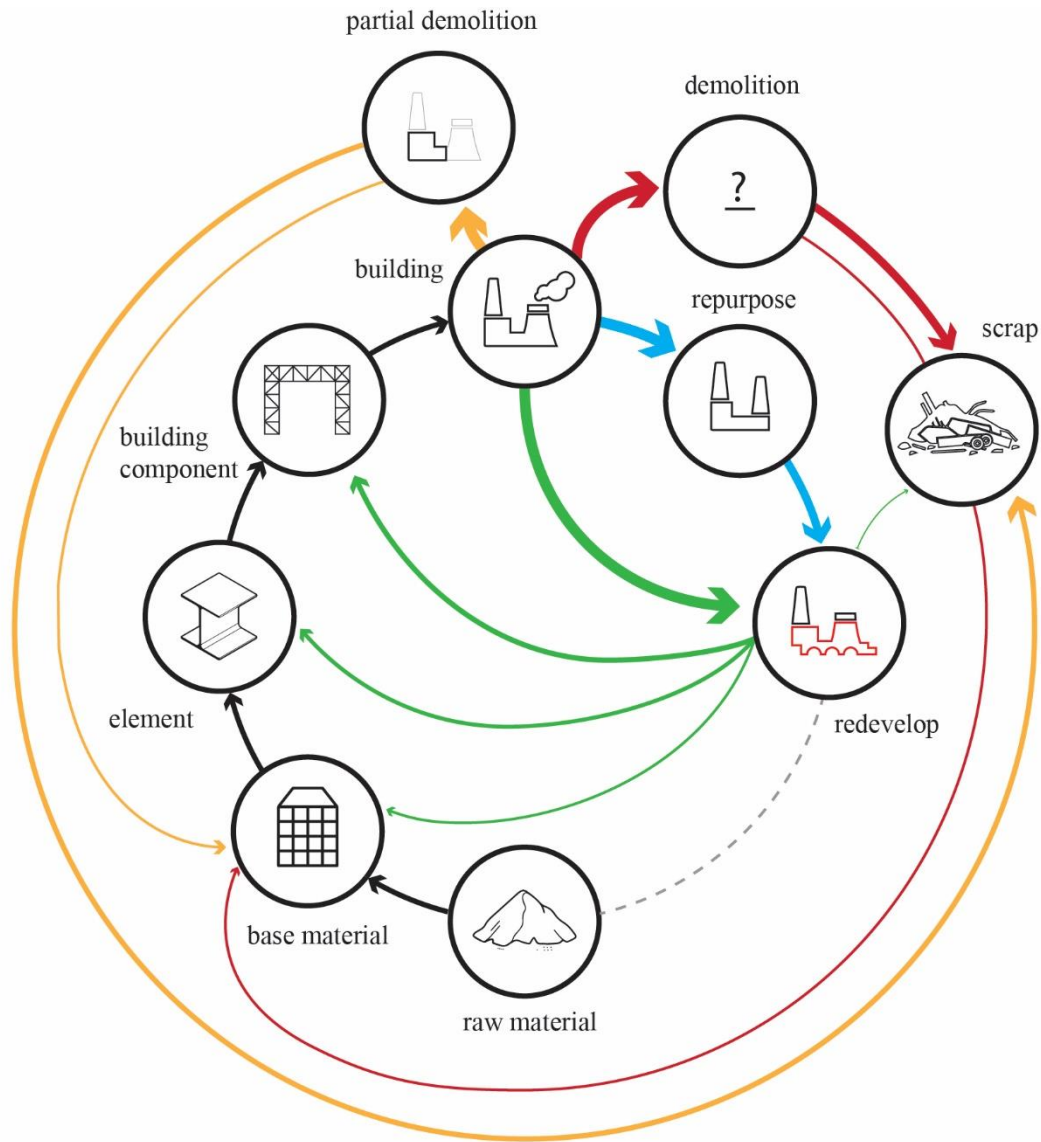 partial demolition
demolition
?
building
repurpose
scrap
building
component
element
redevelop
base material
raw material